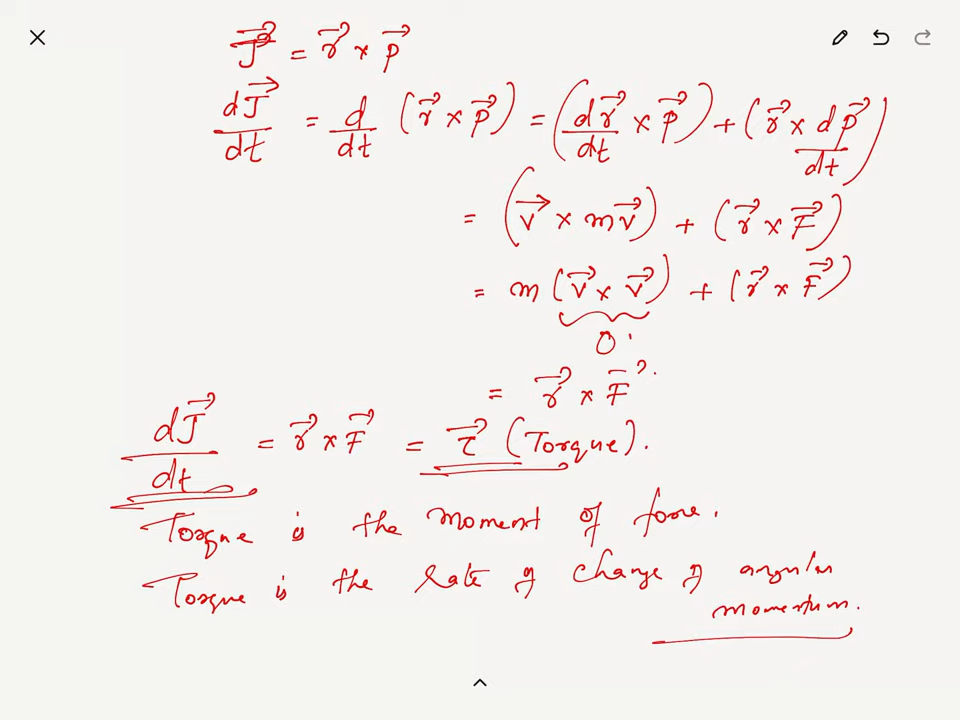 J⃗ = r⃗ × p⃗
dJ⃗/dt = d/dt (r⃗ × p⃗) = (dr⃗/dt × p⃗) + (r⃗ × dp⃗/dt)
= (v⃗ × mv⃗) + (r⃗ × F⃗)
= m (v⃗ × v⃗) + (r⃗ × F⃗)
0
= r⃗ × F⃗.
dJ⃗/dt = r⃗ × F⃗ = τ⃗ (Torque).
Torque is the moment of force.
Torque is the rate of change of angular
momentum.